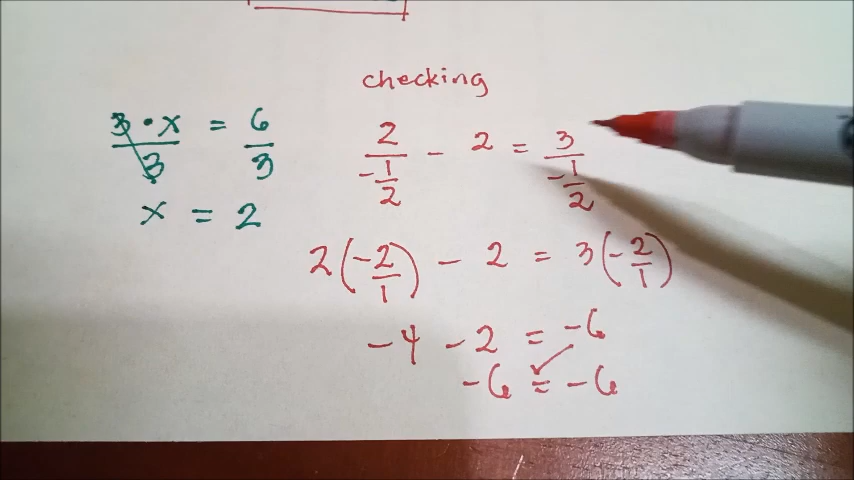 checking
3 · x / 3 = 6 / 3
x = 2
2 / -1/2 - 2 = 3 / -1/2
2(-2/1) - 2 = 3(-2/1)
-4 - 2 = -6
-6 = -6